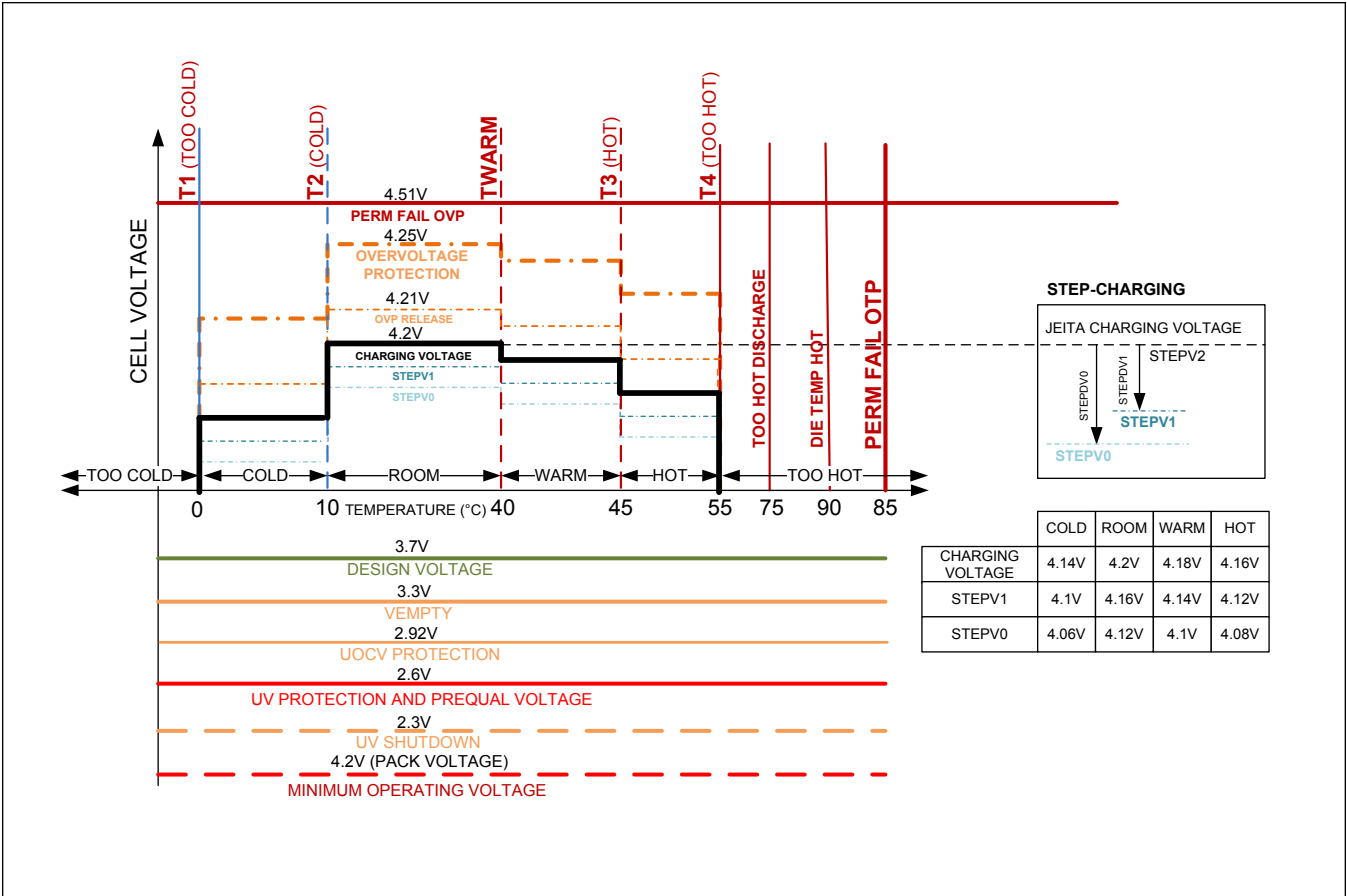 T1 (TOO COLD)
T2 (COLD)
TWARM
T3 (HOT)
T4 (TOO HOT)
CELL VOLTAGE
4.51V
PERM FAIL OVP
4.25V
OVERVOLTAGE
PROTECTION
4.21V
OVP RELEASE
4.2V
CHARGING VOLTAGE
STEPV1
STEPV0
TOO HOT DISCHARGE
DIE TEMP HOT
PERM FAIL OTP
TOO COLD
COLD
ROOM
WARM
HOT
TOO HOT
0
10
TEMPERATURE (°C)
40
45
55
75
90
85
STEP-CHARGING
JEITA CHARGING VOLTAGE
STEPV2
STEPDV0
STEPDV1
STEPV1
STEPV0
3.7V
DESIGN VOLTAGE
3.3V
VEMPTY
2.92V
UOCV PROTECTION
2.6V
UV PROTECTION AND PREQUAL VOLTAGE
2.3V
UV SHUTDOWN
4.2V (PACK VOLTAGE)
MINIMUM OPERATING VOLTAGE
COLD ROOM WARM HOT
CHARGING
VOLTAGE
4.14V 4.2V 4.18V 4.16V
STEPV1 4.1V 4.16V 4.14V 4.12V
STEPV0 4.06V 4.12V 4.1V 4.08V